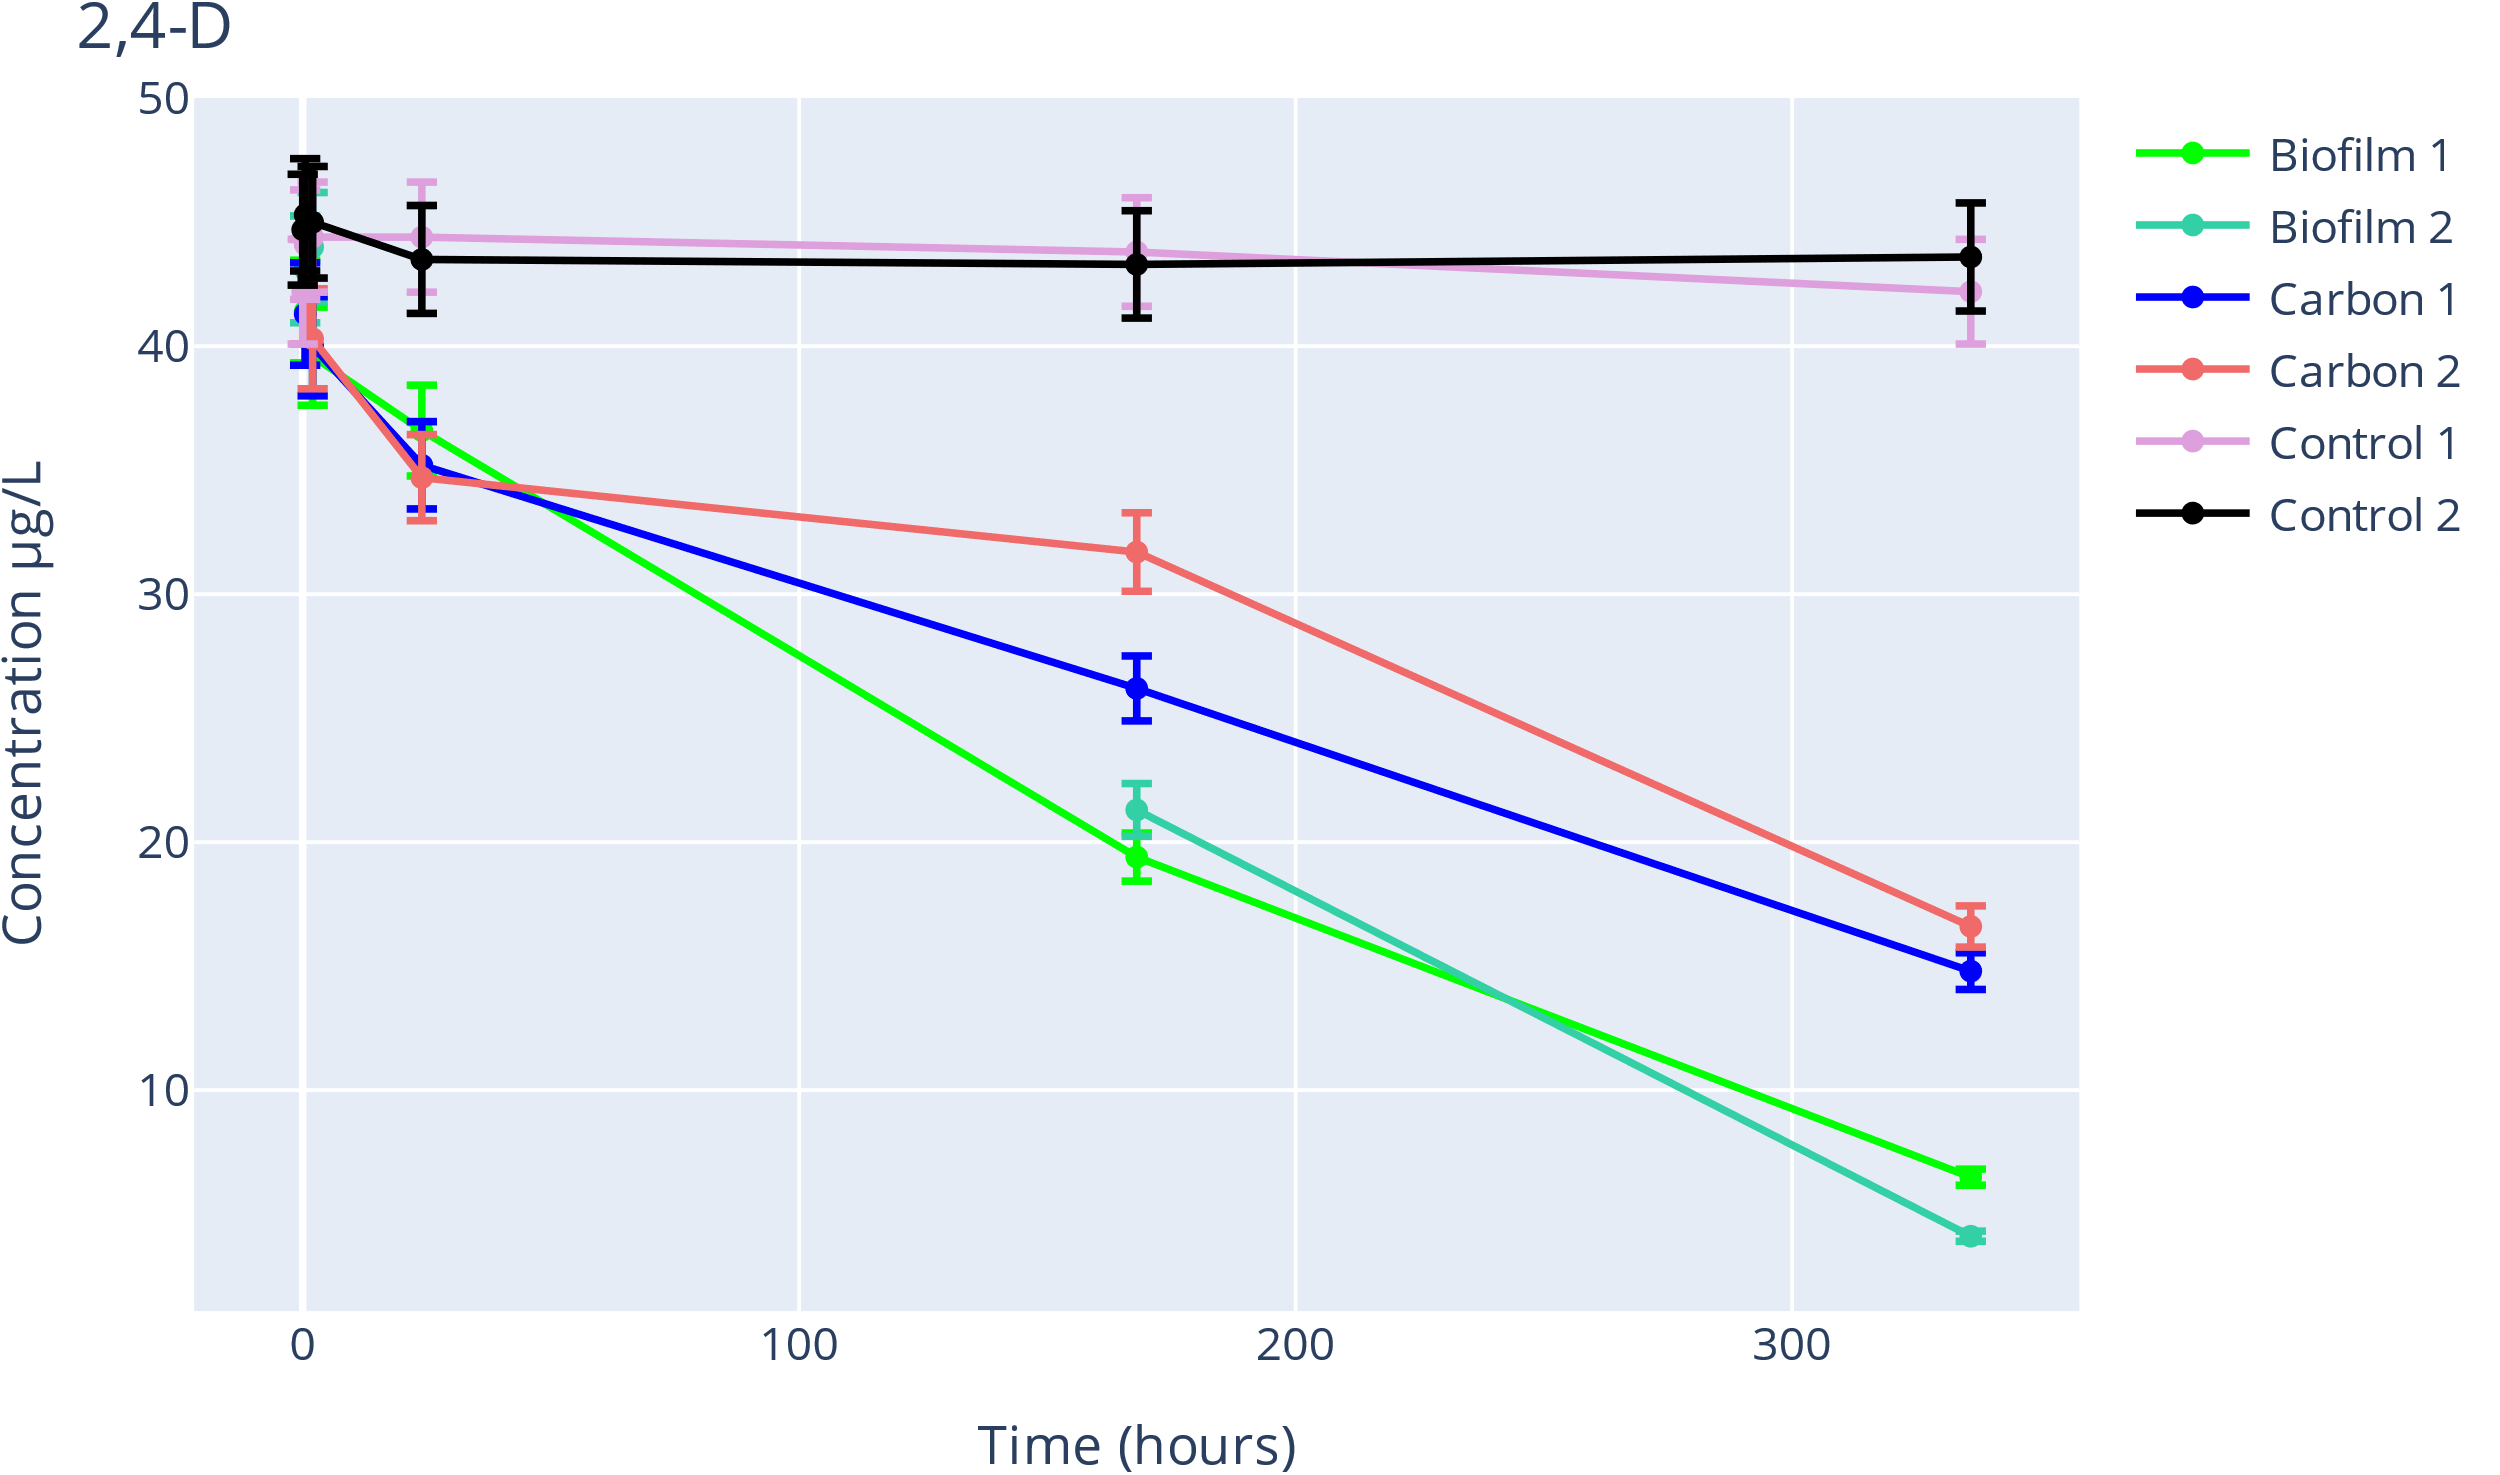 2,4-D
50
40
30
20
10
Concentration µg/L
0
100
200
300
Time (hours)
Biofilm 1
Biofilm 2
Carbon 1
Carbon 2
Control 1
Control 2